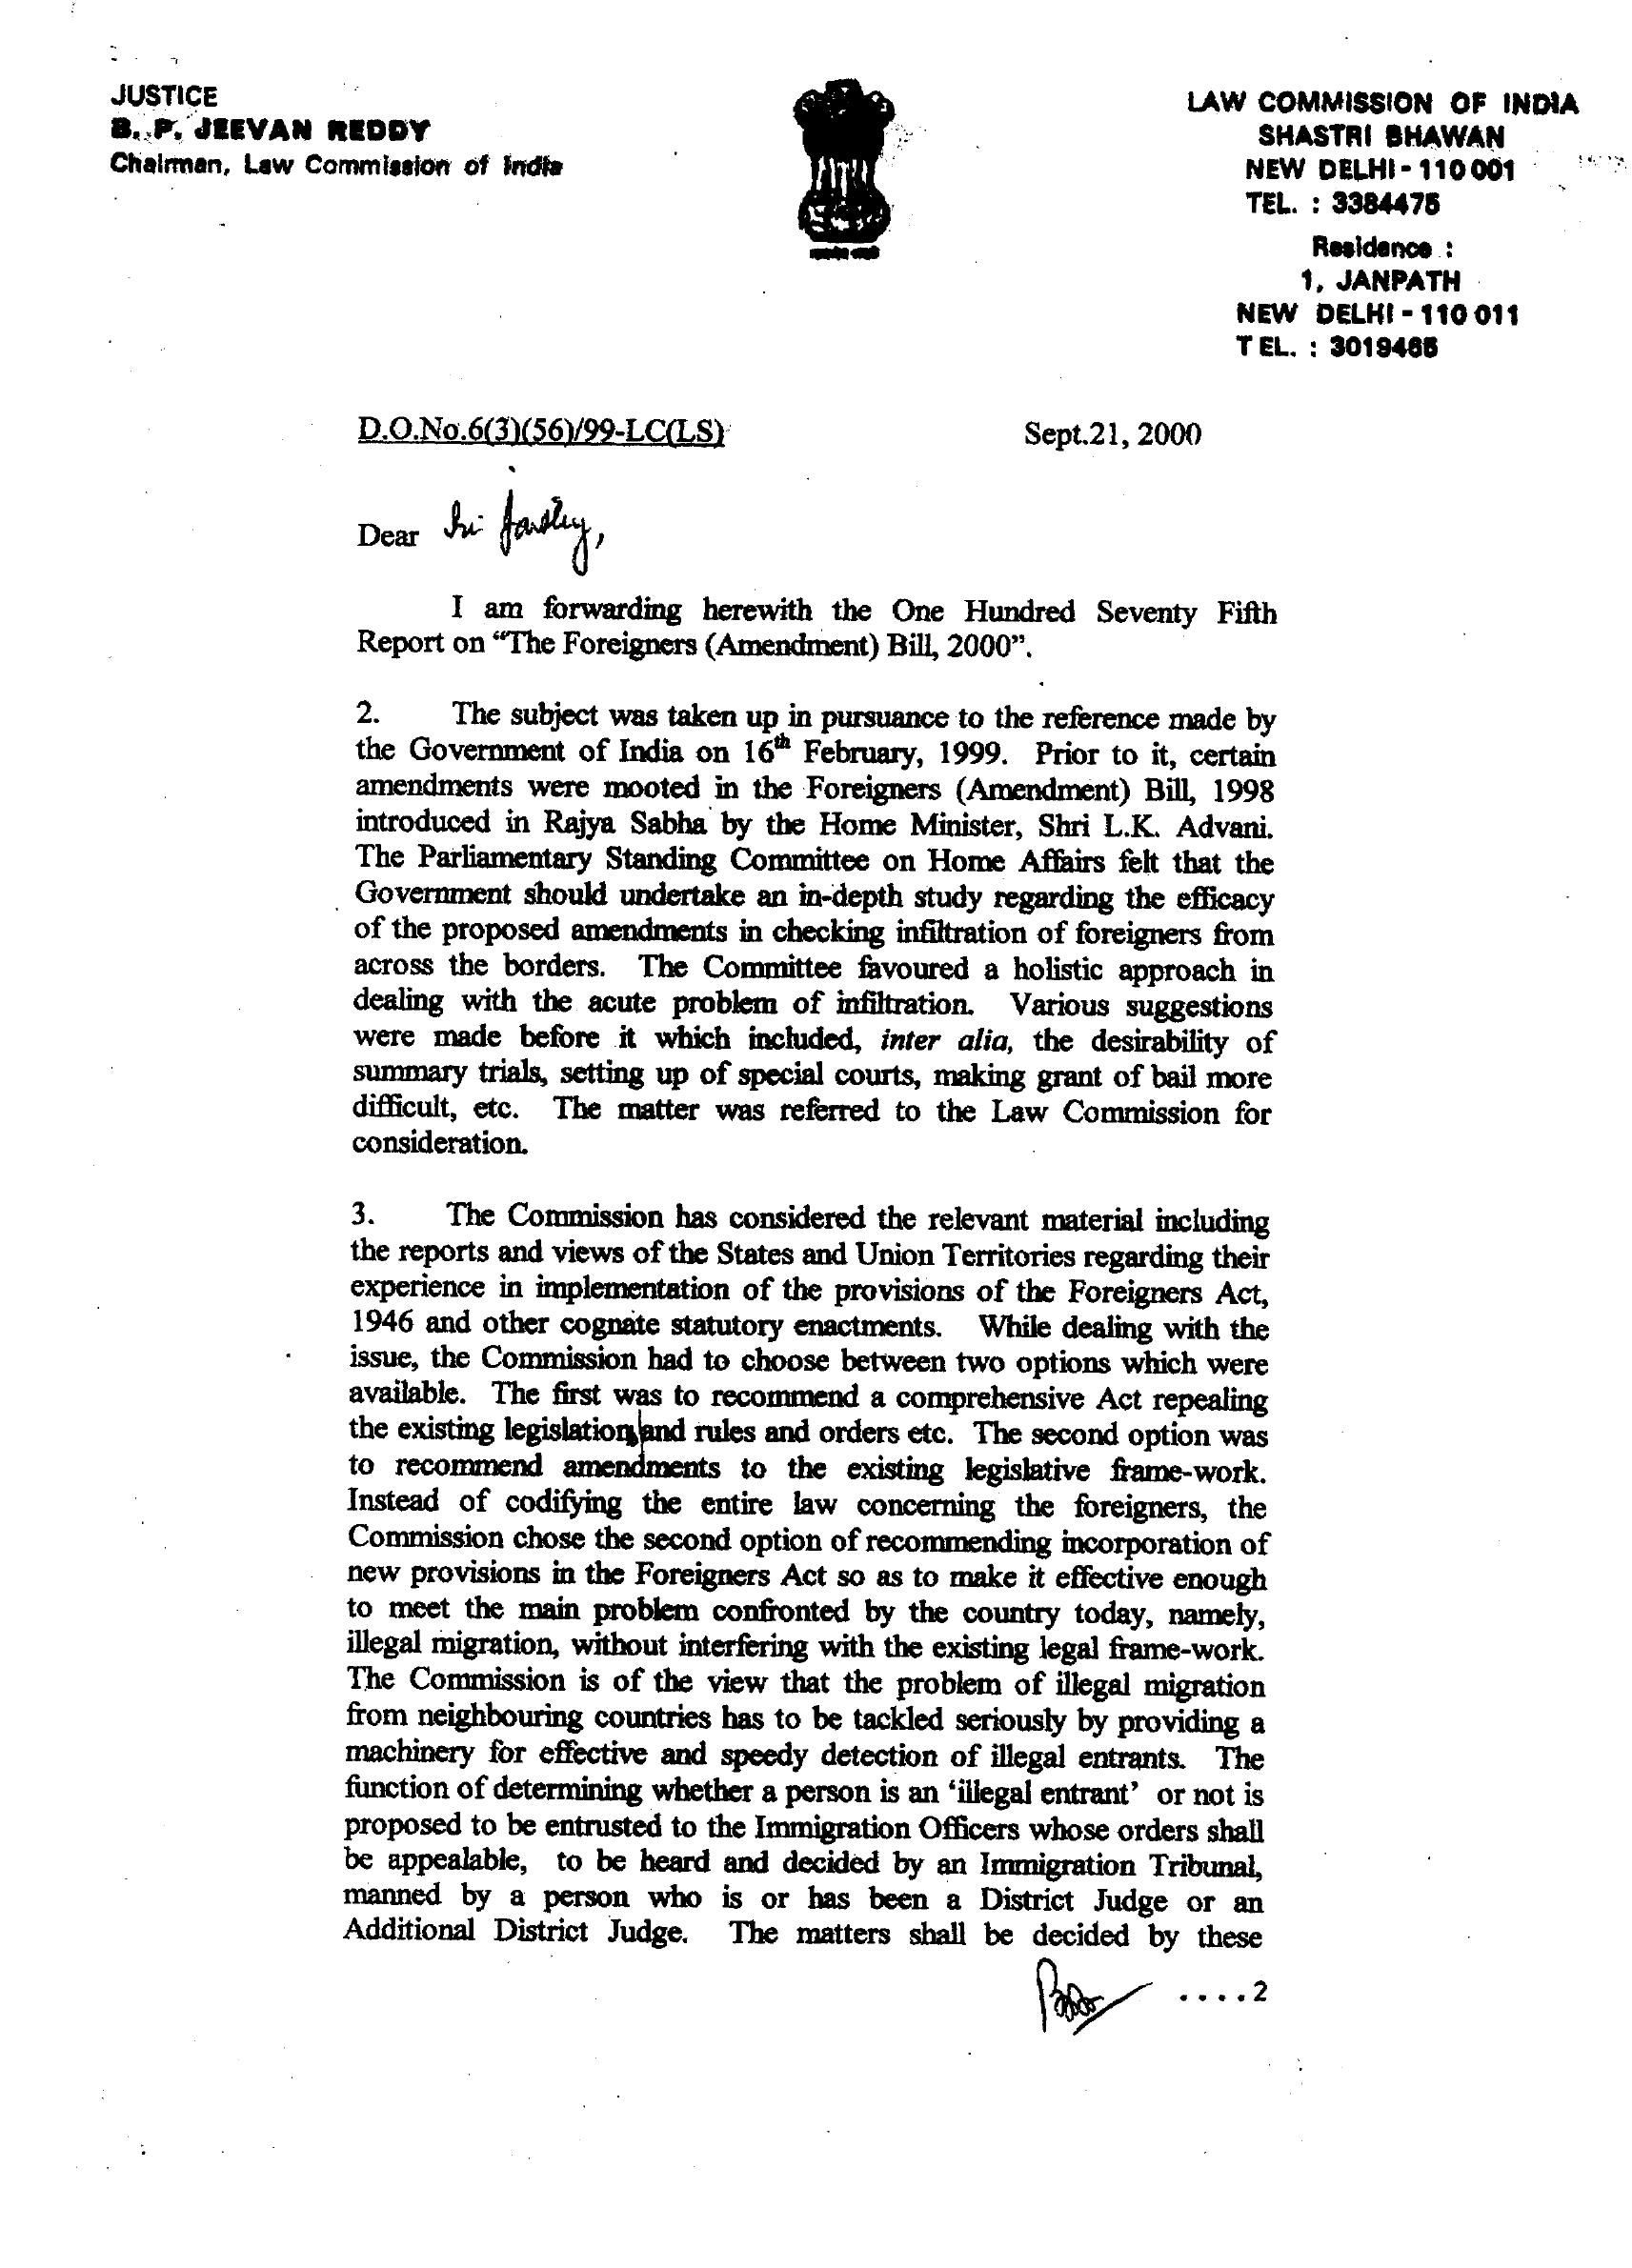 JUSTICE
B. P. JEEVAN REDDY
Chairman, Law Commission of India
LAW COMMISSION OF INDIA
SHASTRI BHAWAN
NEW DELHI - 110 001
TEL. : 3384475
Residence :
1, JANPATH
NEW DELHI - 110 011
TEL. : 3019465
D.O.No.6(3)(56)/99-LC(LS)
Sept.21, 2000
Dear Sri Jaitley,
I am forwarding herewith the One Hundred Seventy Fifth
Report on “The Foreigners (Amendment) Bill, 2000”.
2. The subject was taken up in pursuance to the reference made by
the Government of India on 16th February, 1999. Prior to it, certain
amendments were mooted in the Foreigners (Amendment) Bill, 1998
introduced in Rajya Sabha by the Home Minister, Shri L.K. Advani.
The Parliamentary Standing Committee on Home Affairs felt that the
Government should undertake an in-depth study regarding the efficacy
of the proposed amendments in checking infiltration of foreigners from
across the borders. The Committee favoured a holistic approach in
dealing with the acute problem of infiltration. Various suggestions
were made before it which included, inter alia, the desirability of
summary trials, setting up of special courts, making grant of bail more
difficult, etc. The matter was referred to the Law Commission for
consideration.
3. The Commission has considered the relevant material including
the reports and views of the States and Union Territories regarding their
experience in implementation of the provisions of the Foreigners Act,
1946 and other cognate statutory enactments. While dealing with the
issue, the Commission had to choose between two options which were
available. The first was to recommend a comprehensive Act repealing
the existing legislation, and rules and orders etc. The second option was
to recommend amendments to the existing legislative frame-work.
Instead of codifying the entire law concerning the foreigners, the
Commission chose the second option of recommending incorporation of
new provisions in the Foreigners Act so as to make it effective enough
to meet the main problem confronted by the country today, namely,
illegal migration, without interfering with the existing legal frame-work.
The Commission is of the view that the problem of illegal migration
from neighbouring countries has to be tackled seriously by providing a
machinery for effective and speedy detection of illegal entrants. The
function of determining whether a person is an ‘illegal entrant’ or not is
proposed to be entrusted to the Immigration Officers whose orders shall
be appealable, to be heard and decided by an Immigration Tribunal,
manned by a person who is or has been a District Judge or an
Additional District Judge. The matters shall be decided by these
....2